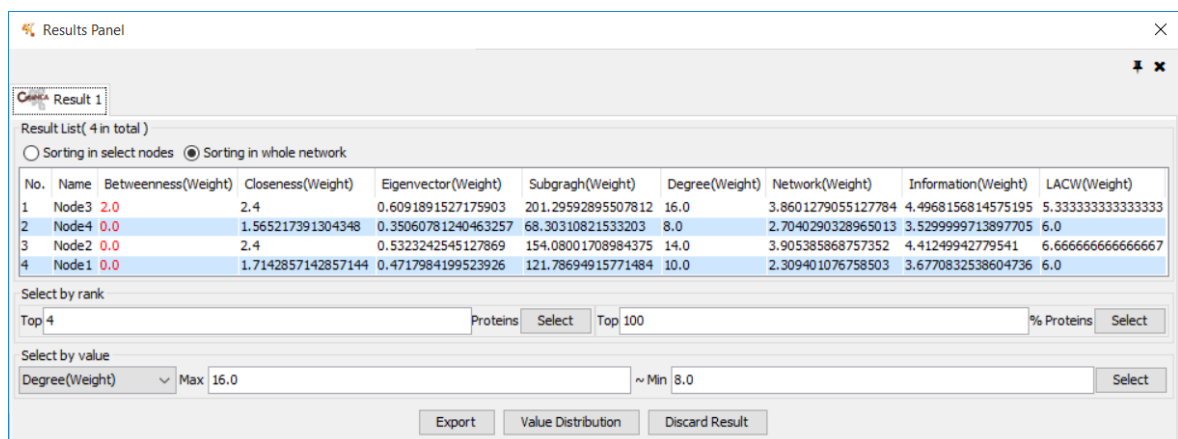 Results Panel
CytoNCA Result 1
Result List( 4 in total )
Sorting in select nodes Sorting in whole network
No. Name Betweenness(Weight) Closeness(Weight) Eigenvector(Weight) Subgragh(Weight) Degree(Weight) Network(Weight) Information(Weight) LACW(Weight)
1 Node3 2.0 2.4 0.6091891527175903 201.29592895507812 16.0 3.8601279055127784 4.4968156814575195 5.333333333333333
2 Node4 0.0 1.565217391304348 0.35060781240463257 68.30310821533203 8.0 2.7040290328965013 3.5299999713897705 6.0
3 Node2 0.0 2.4 0.5323242545127869 154.08001708984375 14.0 3.905385868757352 4.41249942779541 6.666666666666667
4 Node1 0.0 1.7142857142857144 0.4717984199523926 121.78694915771484 10.0 2.309401076758503 3.6770832538604736 6.0
Select by rank
Top 4 Proteins Select Top 100 % Proteins Select
Select by value
Degree(Weight) Max 16.0 ~ Min 8.0 Select
Export Value Distribution Discard Result